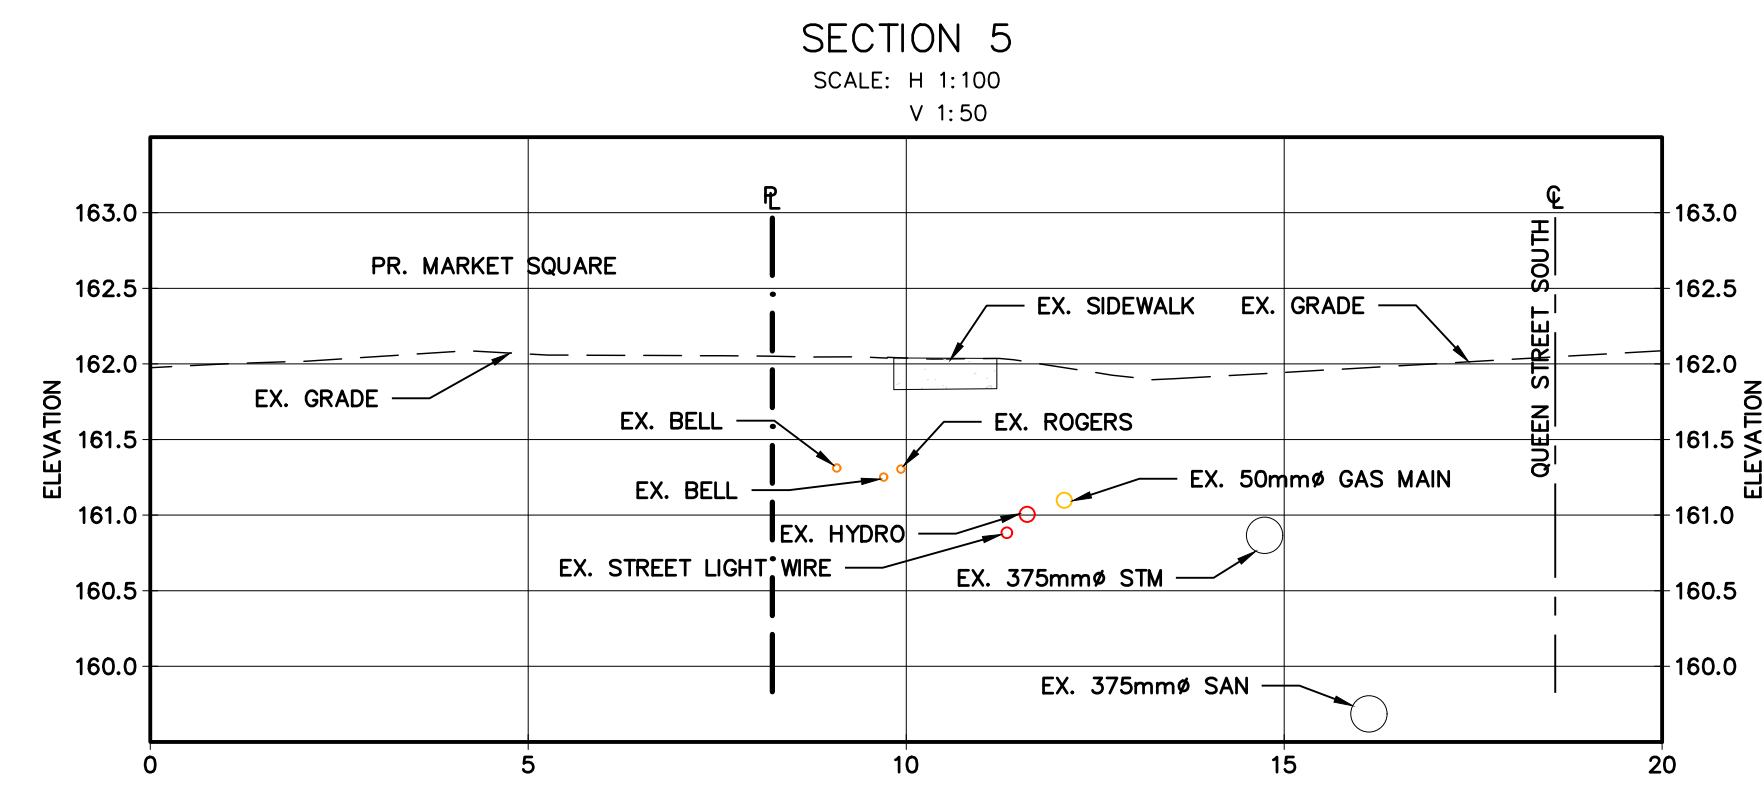 SECTION 5
SCALE: H 1:100
V 1:50
PL
CL
163.0
163.0
QUEEN STREET SOUTH
PR. MARKET SQUARE
162.5
162.5
EX. SIDEWALK
EX. GRADE
162.0
162.0
ELEVATION
ELEVATION
EX. GRADE
EX. BELL
EX. ROGERS
161.5
161.5
EX. BELL
EX. 50mmø GAS MAIN
161.0
161.0
EX. HYDRO
EX. STREET LIGHT WIRE
EX. 375mmø STM
160.5
160.5
160.0
160.0
EX. 375mmø SAN
0
5
10
15
20